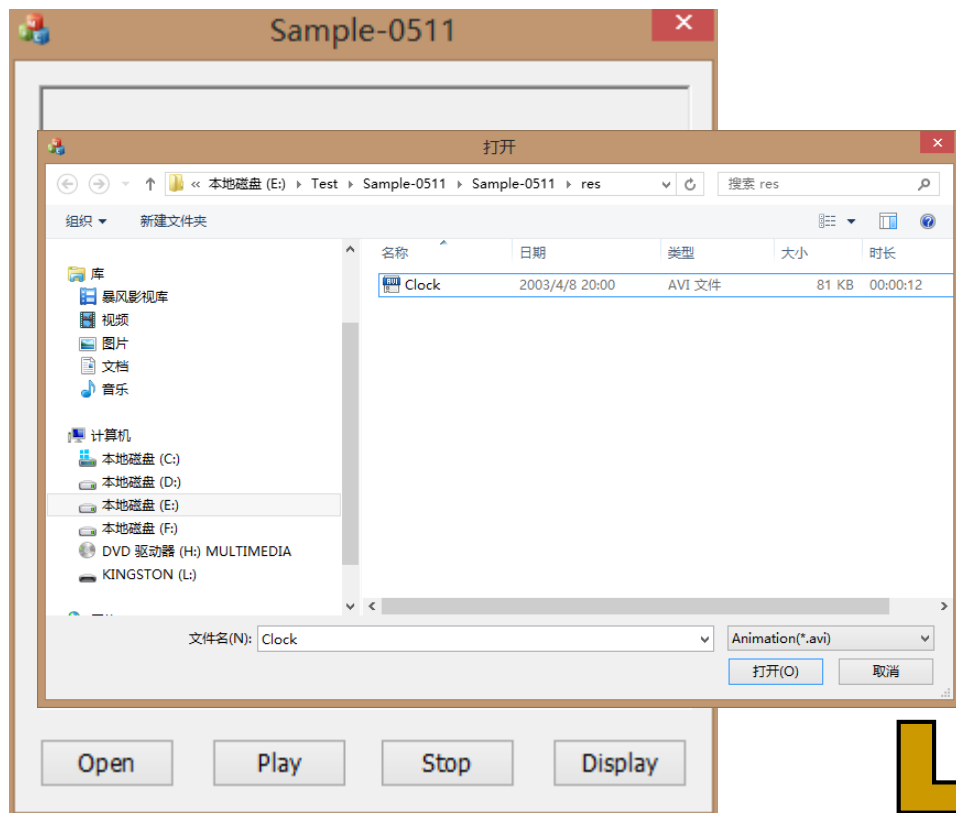 Sample-0511
打开
« 本地磁盘 (E:) Test Sample-0511 Sample-0511 res
搜索 res
组织 新建文件夹
名称 日期 类型 大小 时长
Clock 2003/4/8 20:00 AVI 文件 81 KB 00:00:12
库
暴风影视库
视频
图片
文档
音乐
计算机
本地磁盘 (C:)
本地磁盘 (D:)
本地磁盘 (E:)
本地磁盘 (F:)
DVD 驱动器 (H:) MULTIMEDIA
KINGSTON (L:)
文件名(N): Clock Animation(*.avi)
打开(O) 取消
Open Play Stop Display